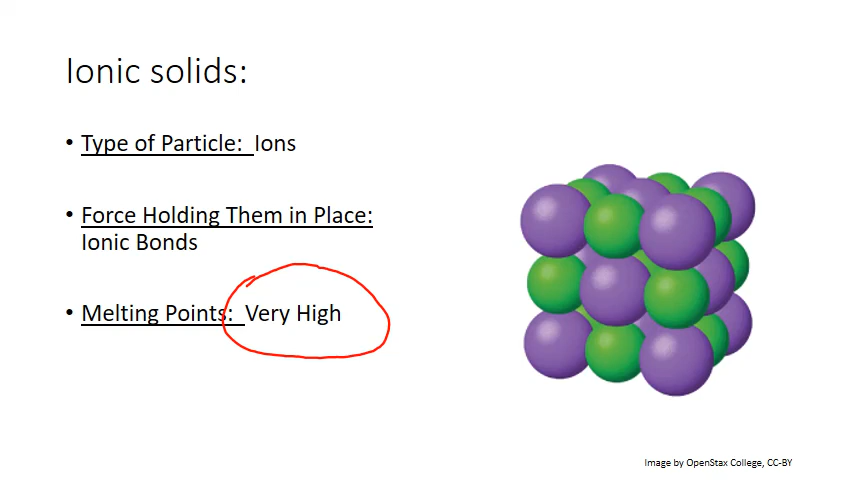 Ionic solids:
• Type of Particle: Ions
• Force Holding Them in Place:
Ionic Bonds
• Melting Points: Very High
Image by OpenStax College, CC-BY